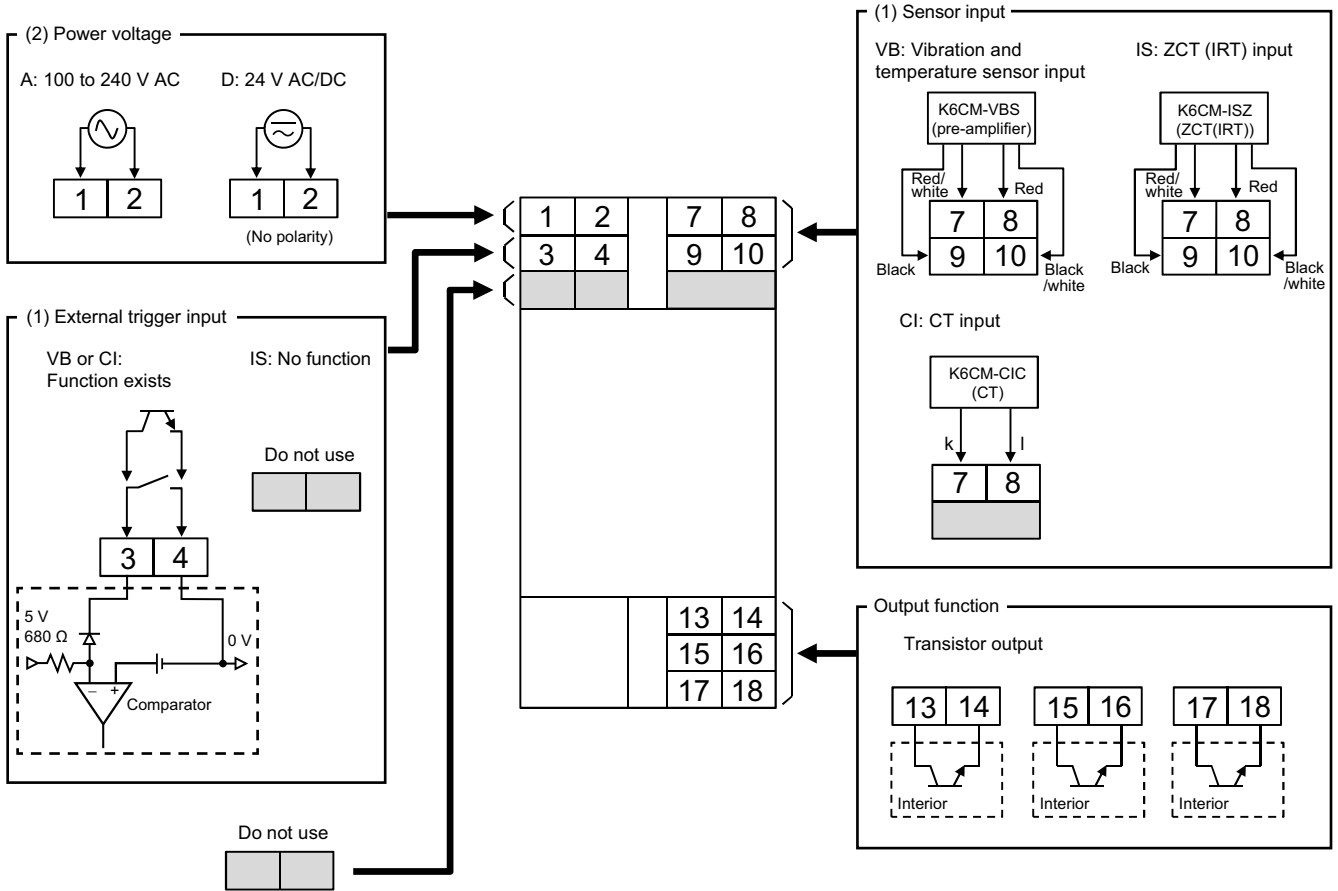 (2) Power voltage
A: 100 to 240 V AC
D: 24 V AC/DC
1 2
1 2
(No polarity)
(1) External trigger input
VB or CI:
Function exists
IS: No function
Do not use
3 4
5 V
680 Ω
0 V
− +
Comparator
Do not use
1 2 7 8
3 4 9 10
13 14
15 16
17 18
(1) Sensor input
VB: Vibration and
temperature sensor input
K6CM-VBS
(pre-amplifier)
Red/
white
Red
7 8
9 10
Black
Black
/white
IS: ZCT (IRT) input
K6CM-ISZ
(ZCT(IRT))
Red/
white
Red
7 8
9 10
Black
Black
/white
CI: CT input
K6CM-CIC
(CT)
k l
7 8
Output function
Transistor output
13 14
Interior
15 16
Interior
17 18
Interior